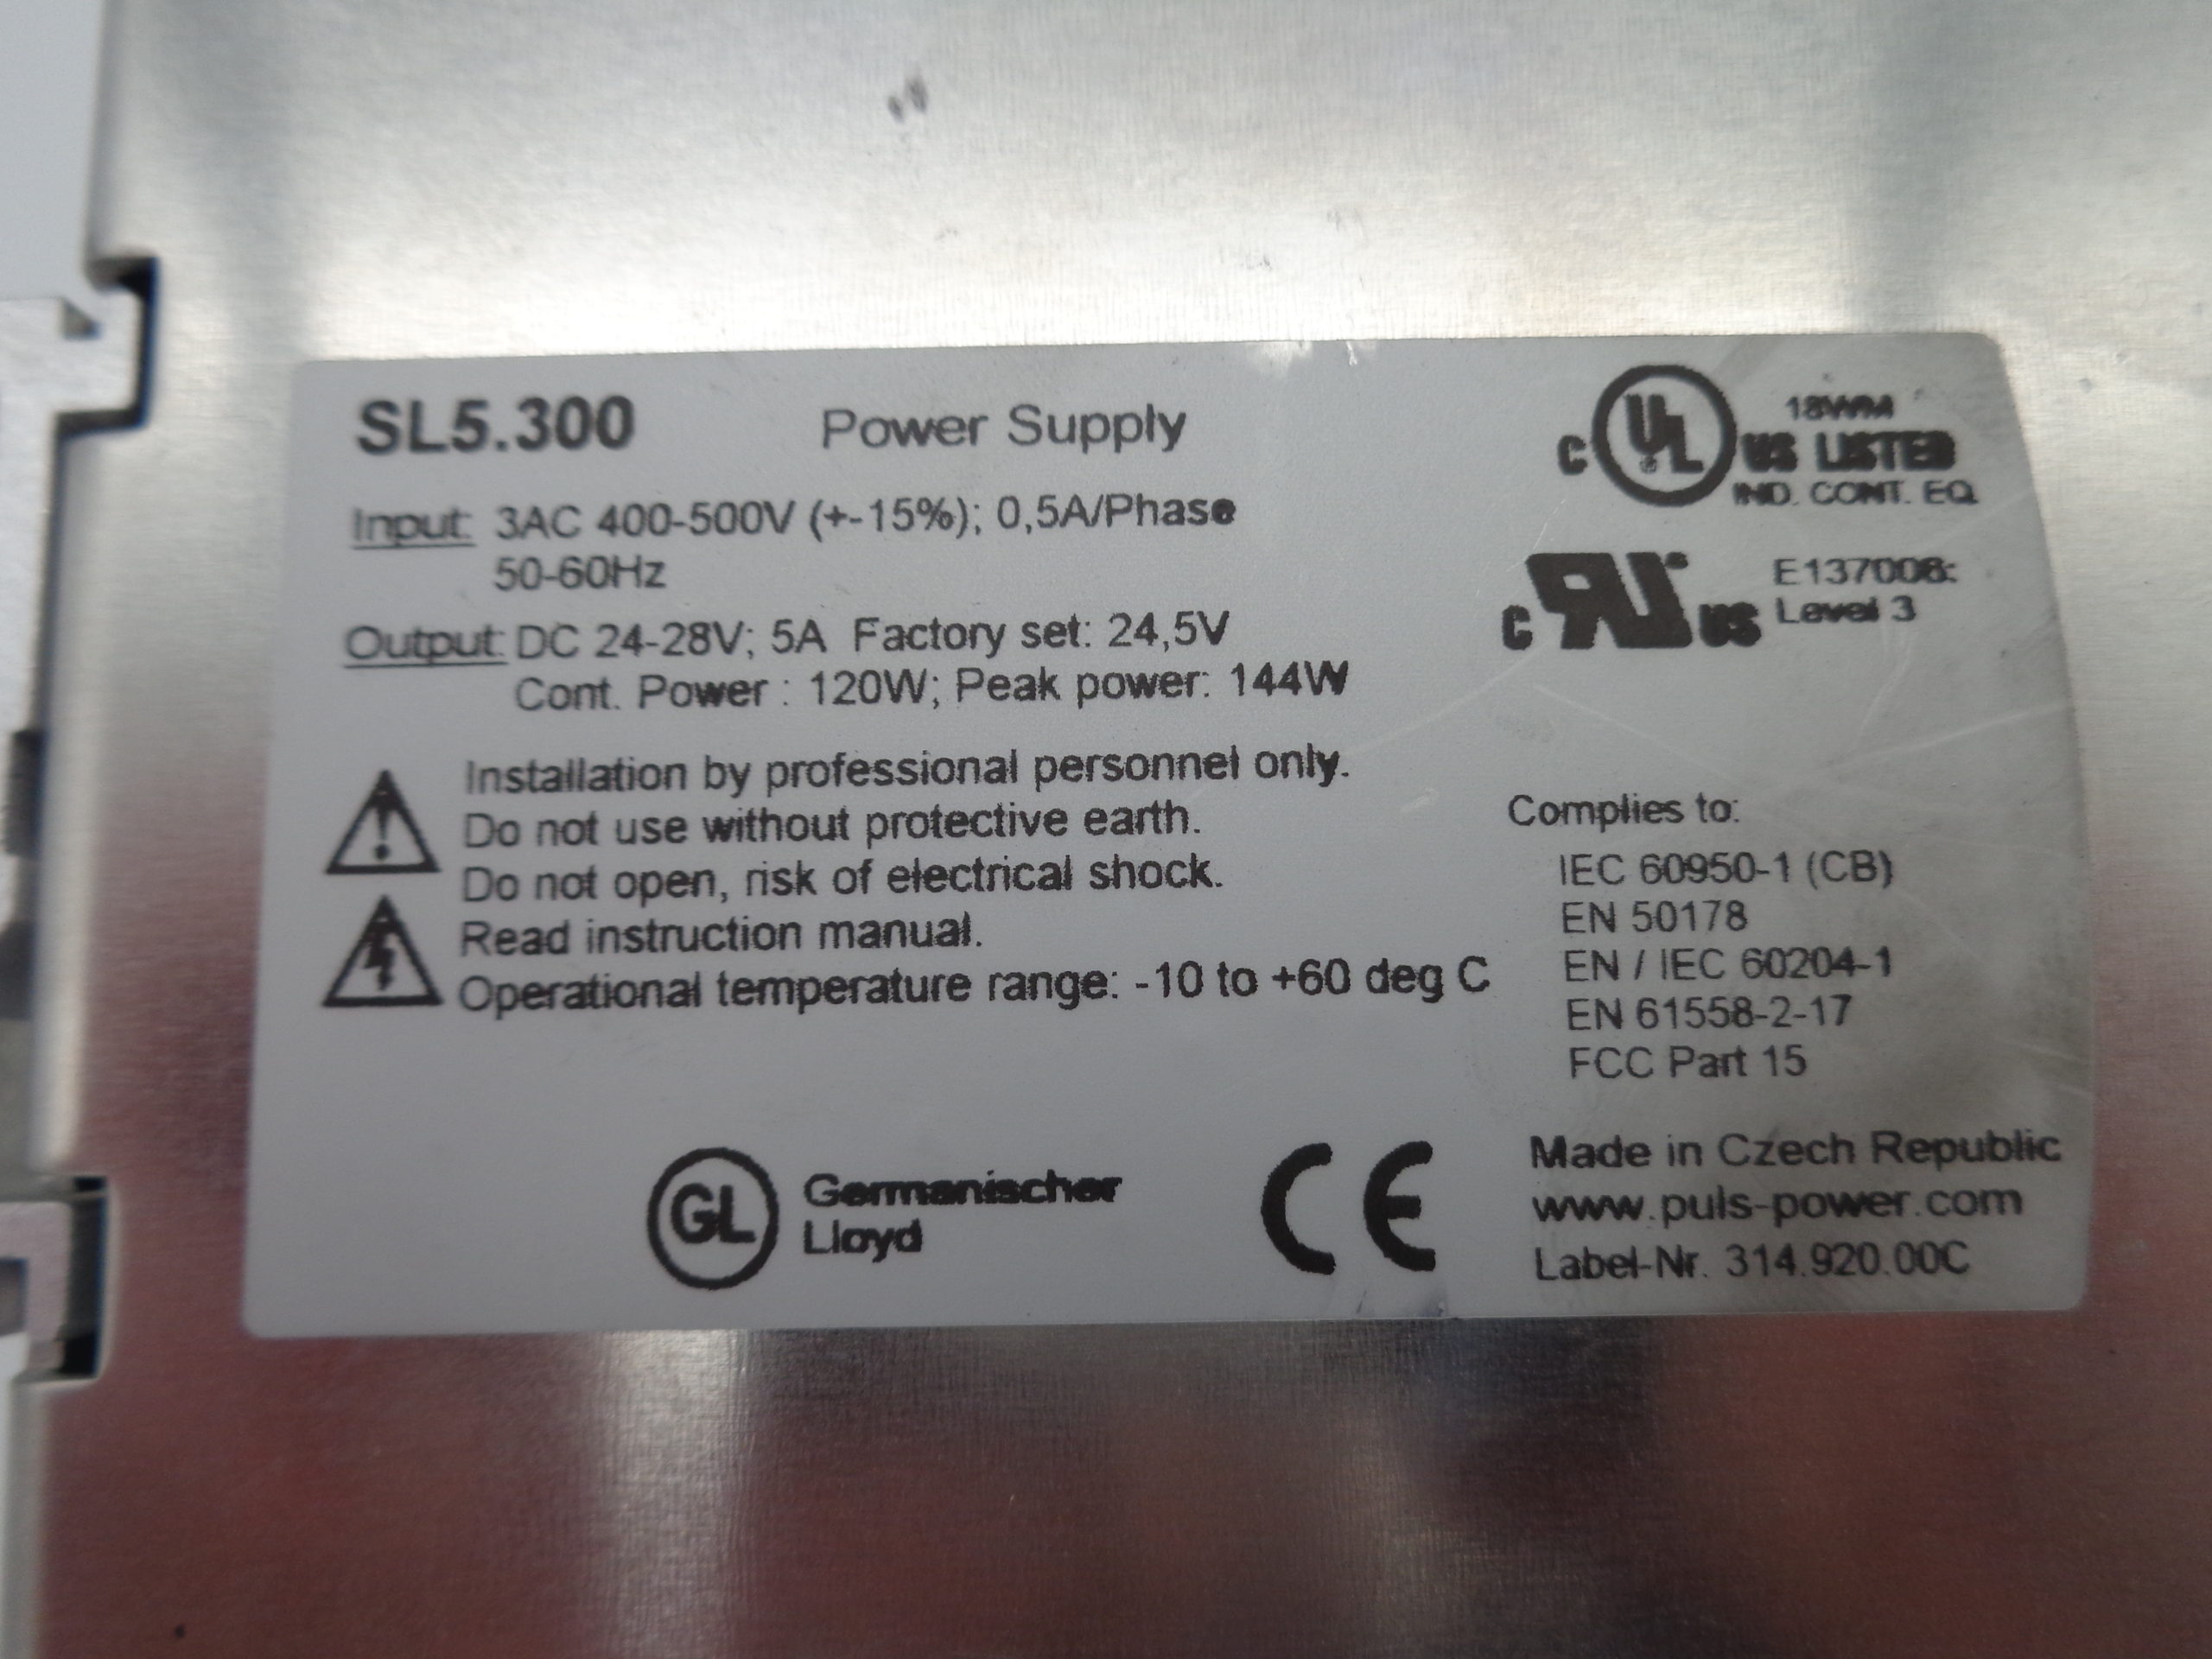 SL5.300 Power Supply
Input: 3AC 400-500V (+-15%); 0,5A/Phase
50-60Hz
Output: DC 24-28V; 5A Factory set: 24,5V
Cont. Power : 120W; Peak power: 144W
Installation by professional personnel only.
Do not use without protective earth.
Do not open, risk of electrical shock.
Read instruction manual.
Operational temperature range: -10 to +60 deg C
GL Germanischer
Lloyd
CE
18WM
C UL US LISTED
IND. CONT. EQ.
E137006;
Level 3
C US
Complies to:
IEC 60950-1 (CB)
EN 50178
EN / IEC 60204-1
EN 61558-2-17
FCC Part 15
Made in Czech Republic
www.puls-power.com
Label-Nr. 314.920.00C